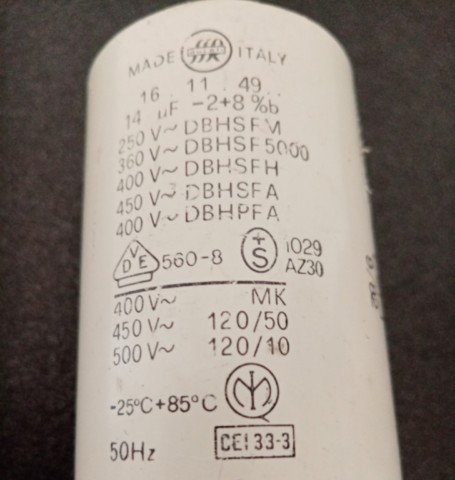 MADE ITALY
16 11 49
14 µF -2+8 %
250 V~ DBHSFM
360 V~ DBHSF5000
400 V~ DBHSFH
450 V~ DBHSFA
400 V~ DBHPFA
DVE 560-8 +S 1029
AZ30
400 V~ MK
450 V~ 120/50
500 V~ 120/10
-25°C+85°C
50Hz CEI 33-3